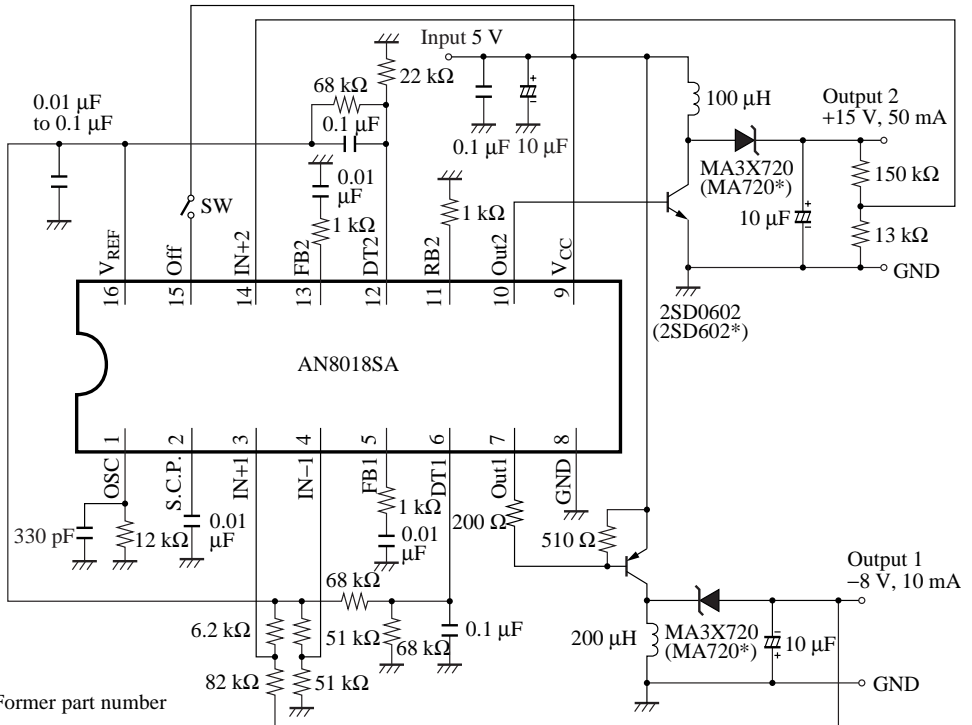 Input 5 V
22 kΩ
68 kΩ
0.1 µF
0.01 µF
to 0.1 µF
0.01
µF
1 kΩ
SW
1 kΩ
0.1 µF
10 µF
100 µH
MA3X720
(MA720*)
10 µF
Output 2
+15 V, 50 mA
150 kΩ
13 kΩ
GND
2SD0602
(2SD602*)
VREF
Off
IN+2
FB2
DT2
RB2
Out2
VCC
16
15
14
13
12
11
10
9
AN8018SA
1
2
3
4
5
6
7
8
OSC
S.C.P.
IN+1
IN−1
FB1
DT1
Out1
GND
330 pF
12 kΩ
0.01
µF
1 kΩ
0.01
µF
200 Ω
510 Ω
68 kΩ
6.2 kΩ
51 kΩ
68 kΩ
0.1 µF
82 kΩ
51 kΩ
200 µH
MA3X720
(MA720*)
10 µF
Output 1
−8 V, 10 mA
GND
Former part number